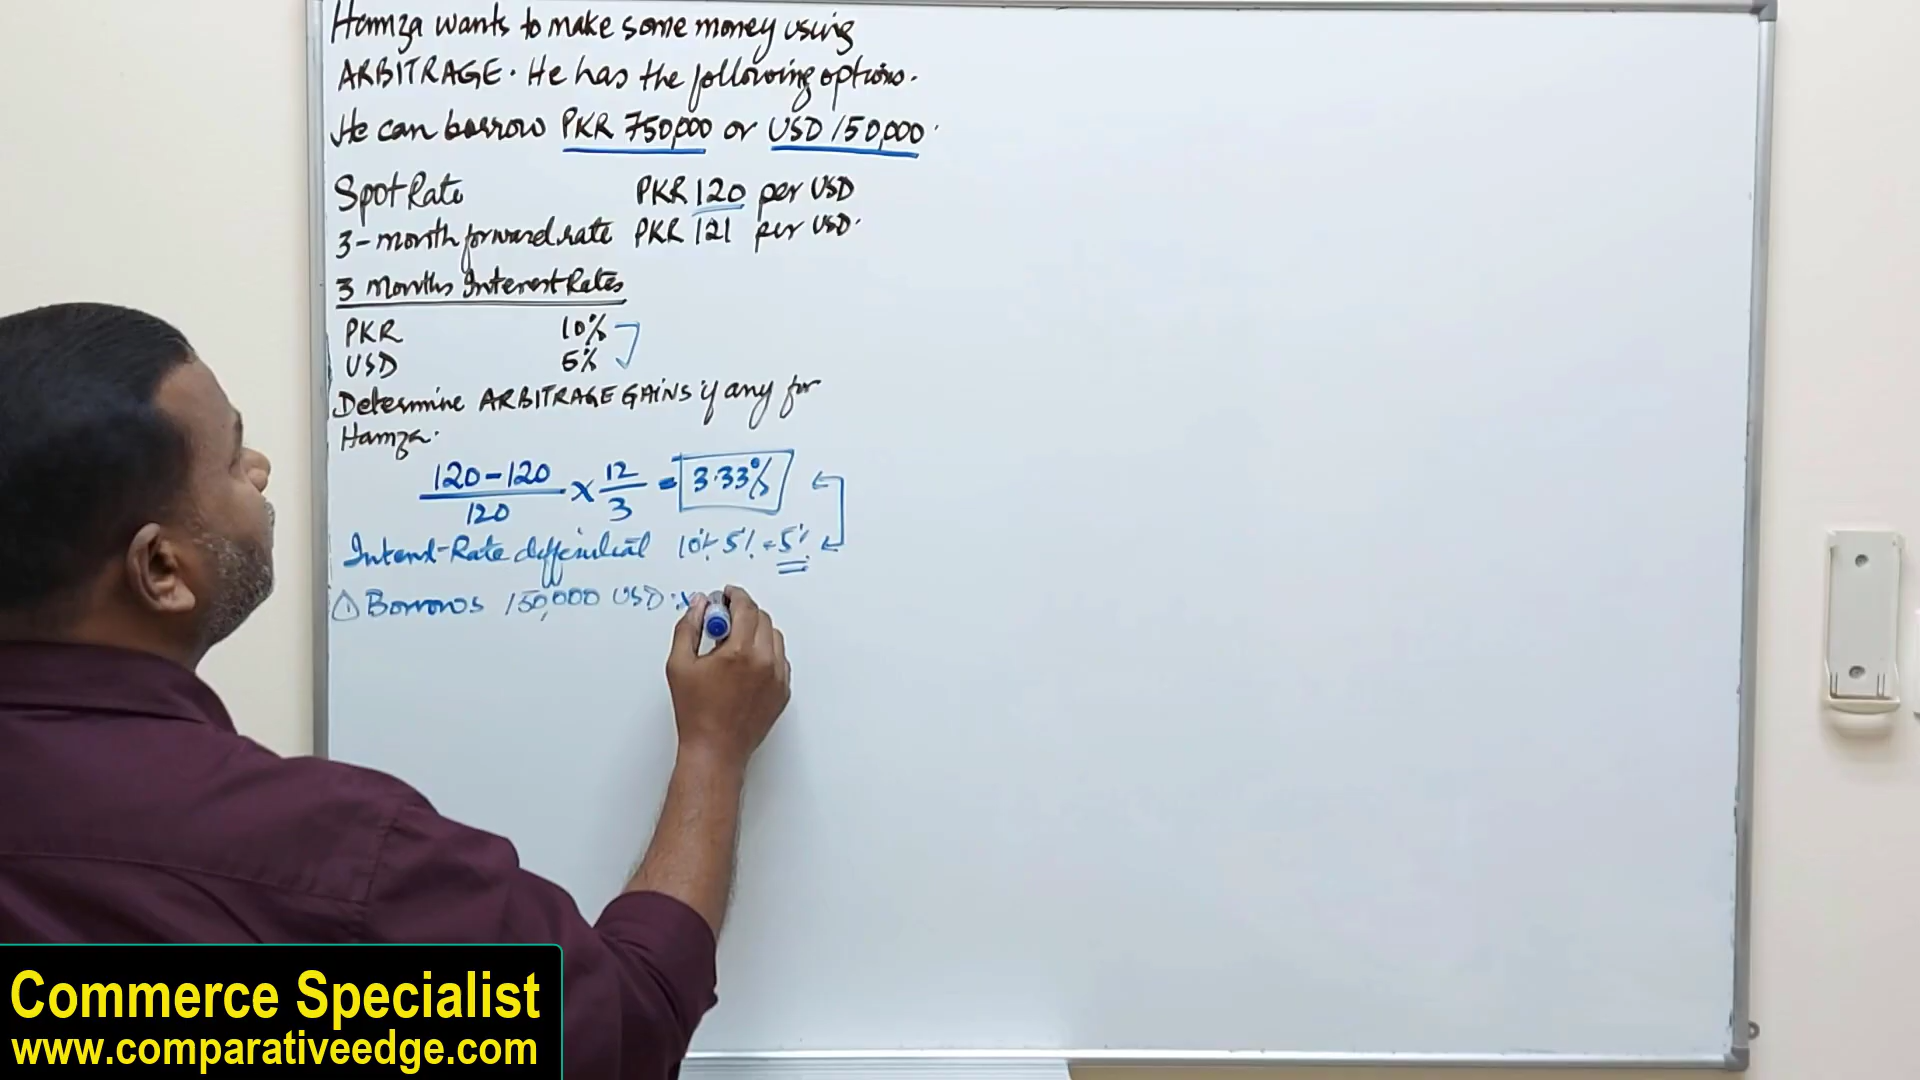 Hamza wants to make some money using
ARBITRAGE. He has the following options.
He can borrow PKR 750,000 or USD 150,000.
Spot Rate PKR 120 per USD
3-month forward rate PKR 121 per USD.
3 Months Interest Rates
PKR 10%
USD 5%
Determine ARBITRAGE GAINS if any for
Hamza.
120-120
120
× 12
3
= 3.33%
Interest-Rate differential 10%-5%=5%
① Borrows 150,000 USD ×
Commerce Specialist
www.comparativeedge.com